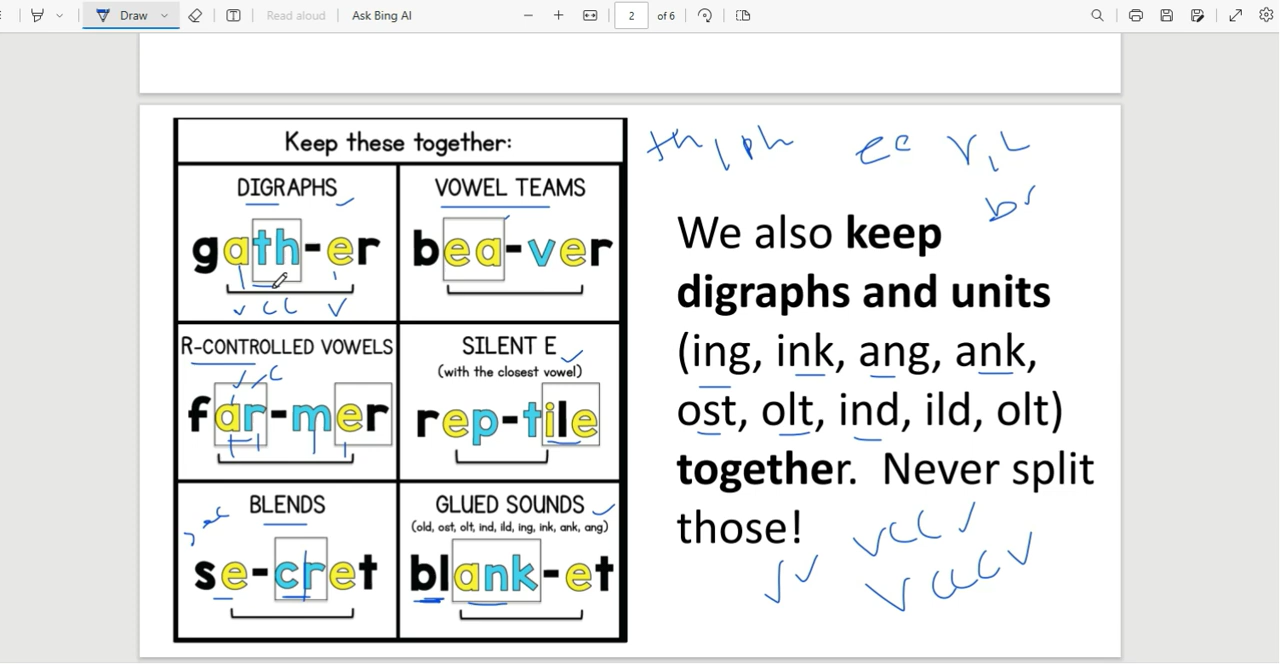 Draw
Read aloud
Ask Bing AI
2 of 6
Keep these together:
th, ph
DIGRAPHS
gath-er
v c c v
VOWEL TEAMS
bea-ver
R-CONTROLLED VOWELS
far-mer
SILENT E
(with the closest vowel)
rep-tile
BLENDS
se-cret
GLUED SOUNDS
(old, ost, olt, ind, ild, ing, ink, ank, ang)
blank-et
We also keep
digraphs and units
(ing, ink, ang, ank,
ost, olt, ind, ild, olt)
together. Never split
those!
vccv
vcccv